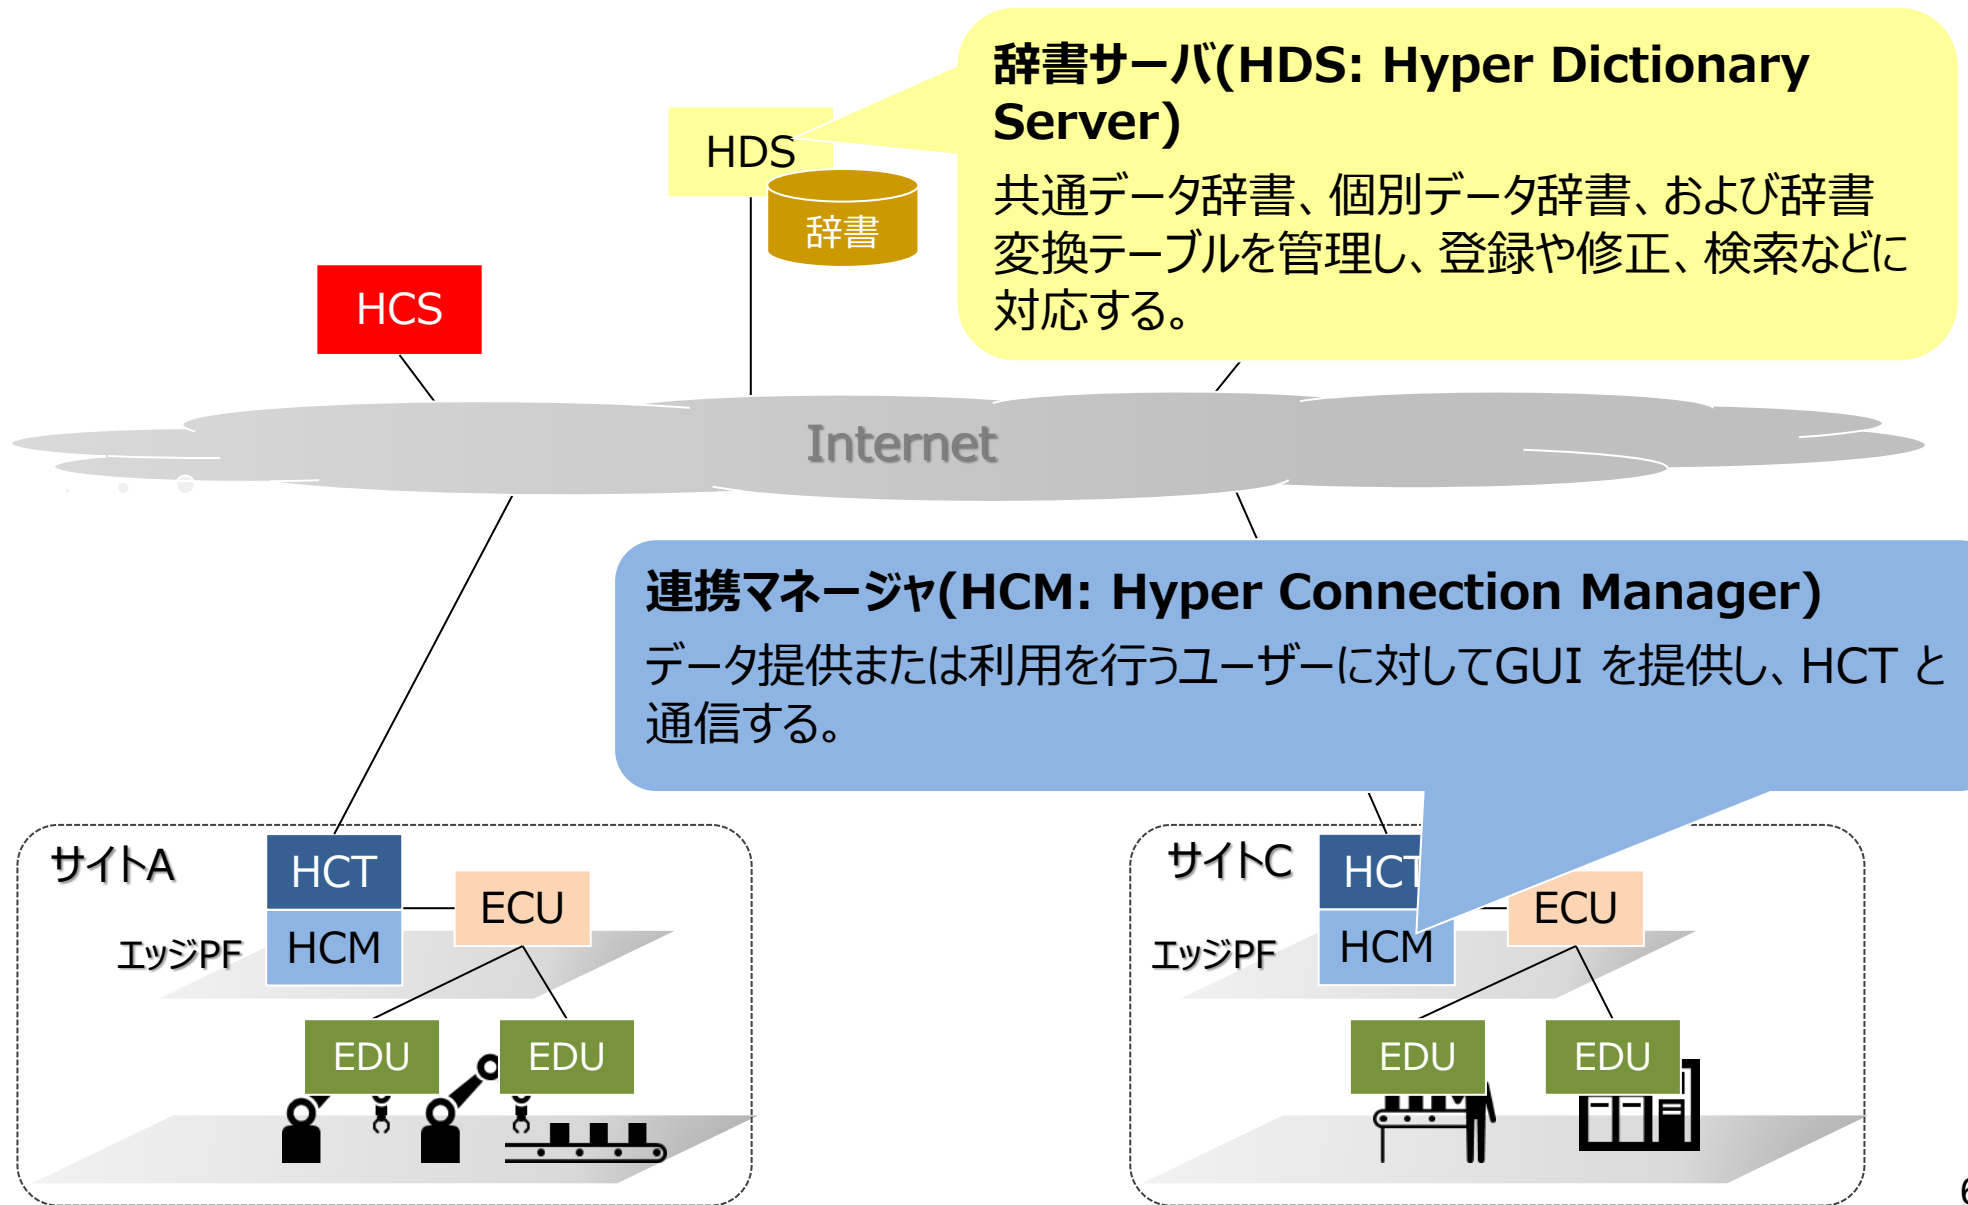 辞書サーバ(HDS: Hyper Dictionary
Server)
共通データ辞書、個別データ辞書、および辞書
変換テーブルを管理し、登録や修正、検索などに
対応する。
HDS
辞書
HCS
Internet
連携マネージャ(HCM: Hyper Connection Manager)
データ提供または利用を行うユーザーに対してGUI を提供し、HCT と
通信する。
サイトA
HCT
ECU
エッジPF
HCM
EDU
EDU
サイトC
HCT
ECU
エッジPF
HCM
EDU
EDU
6